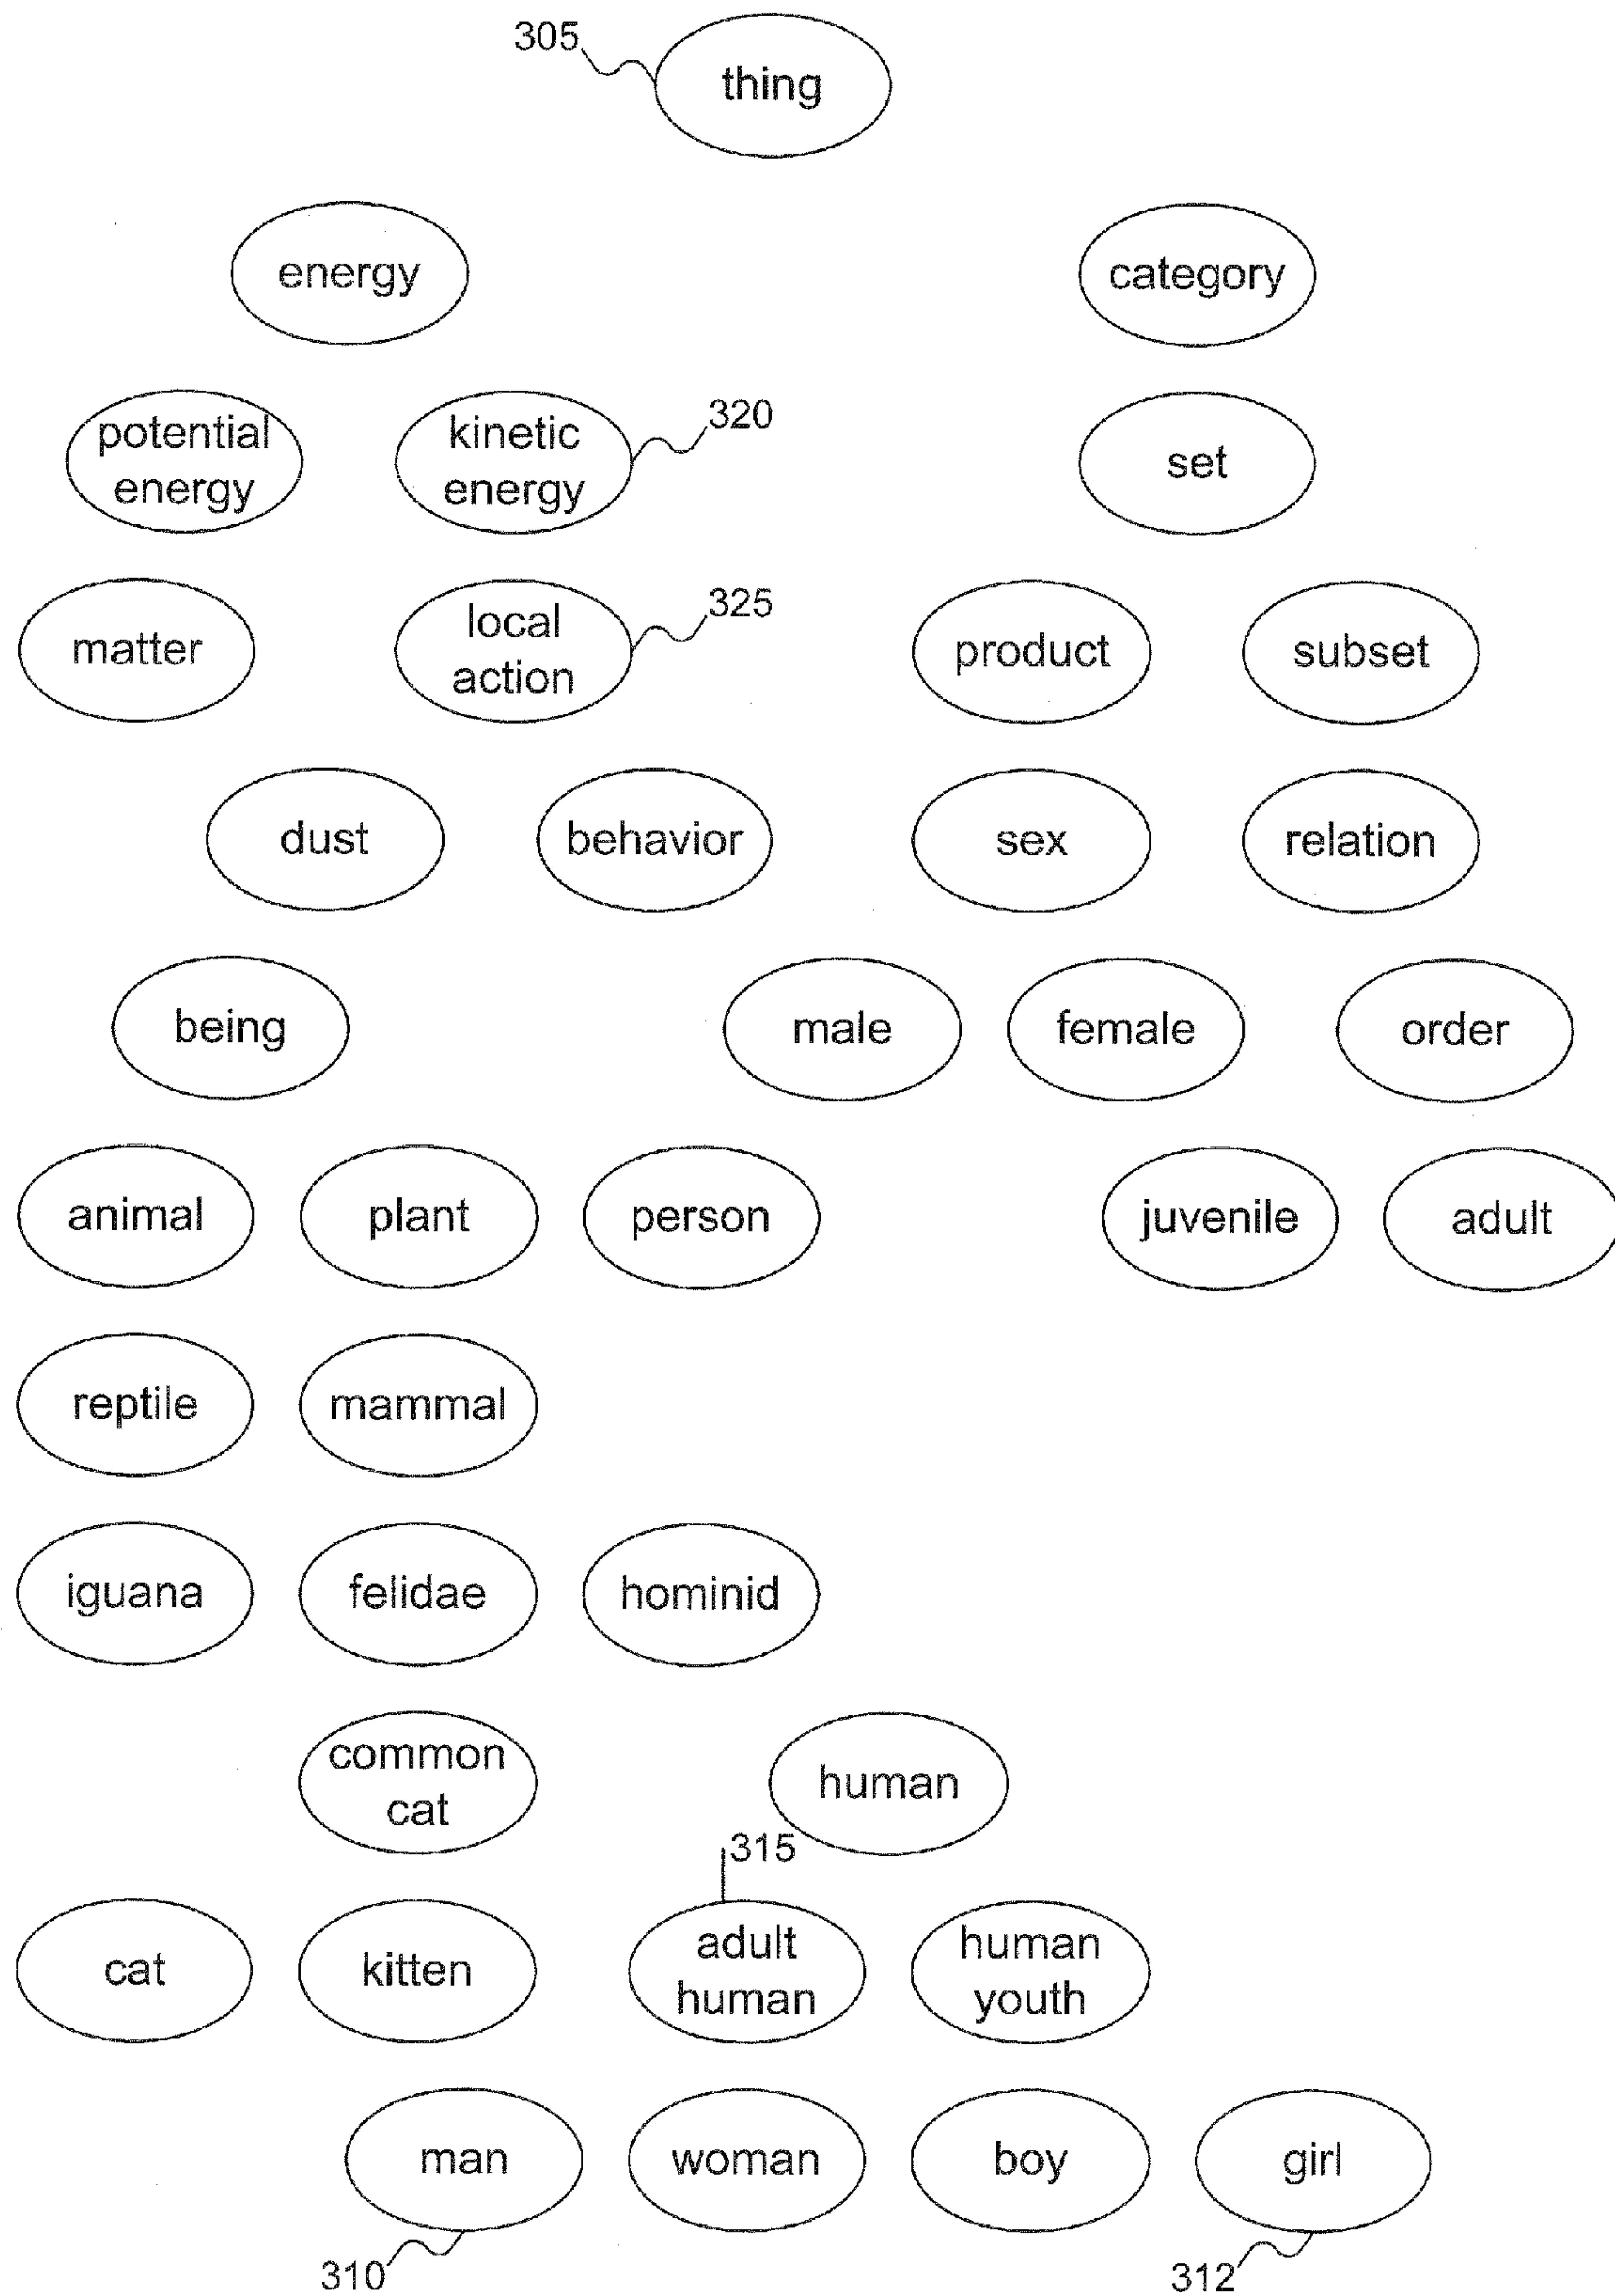 305
thing
energy
category
potential
energy
kinetic
energy
320
set
matter
local
action
325
product
subset
dust
behavior
sex
relation
being
male
female
order
animal
plant
person
juvenile
adult
reptile
mammal
iguana
felidae
hominid
common
cat
human
315
cat
kitten
adult
human
human
youth
man
woman
boy
girl
310
312